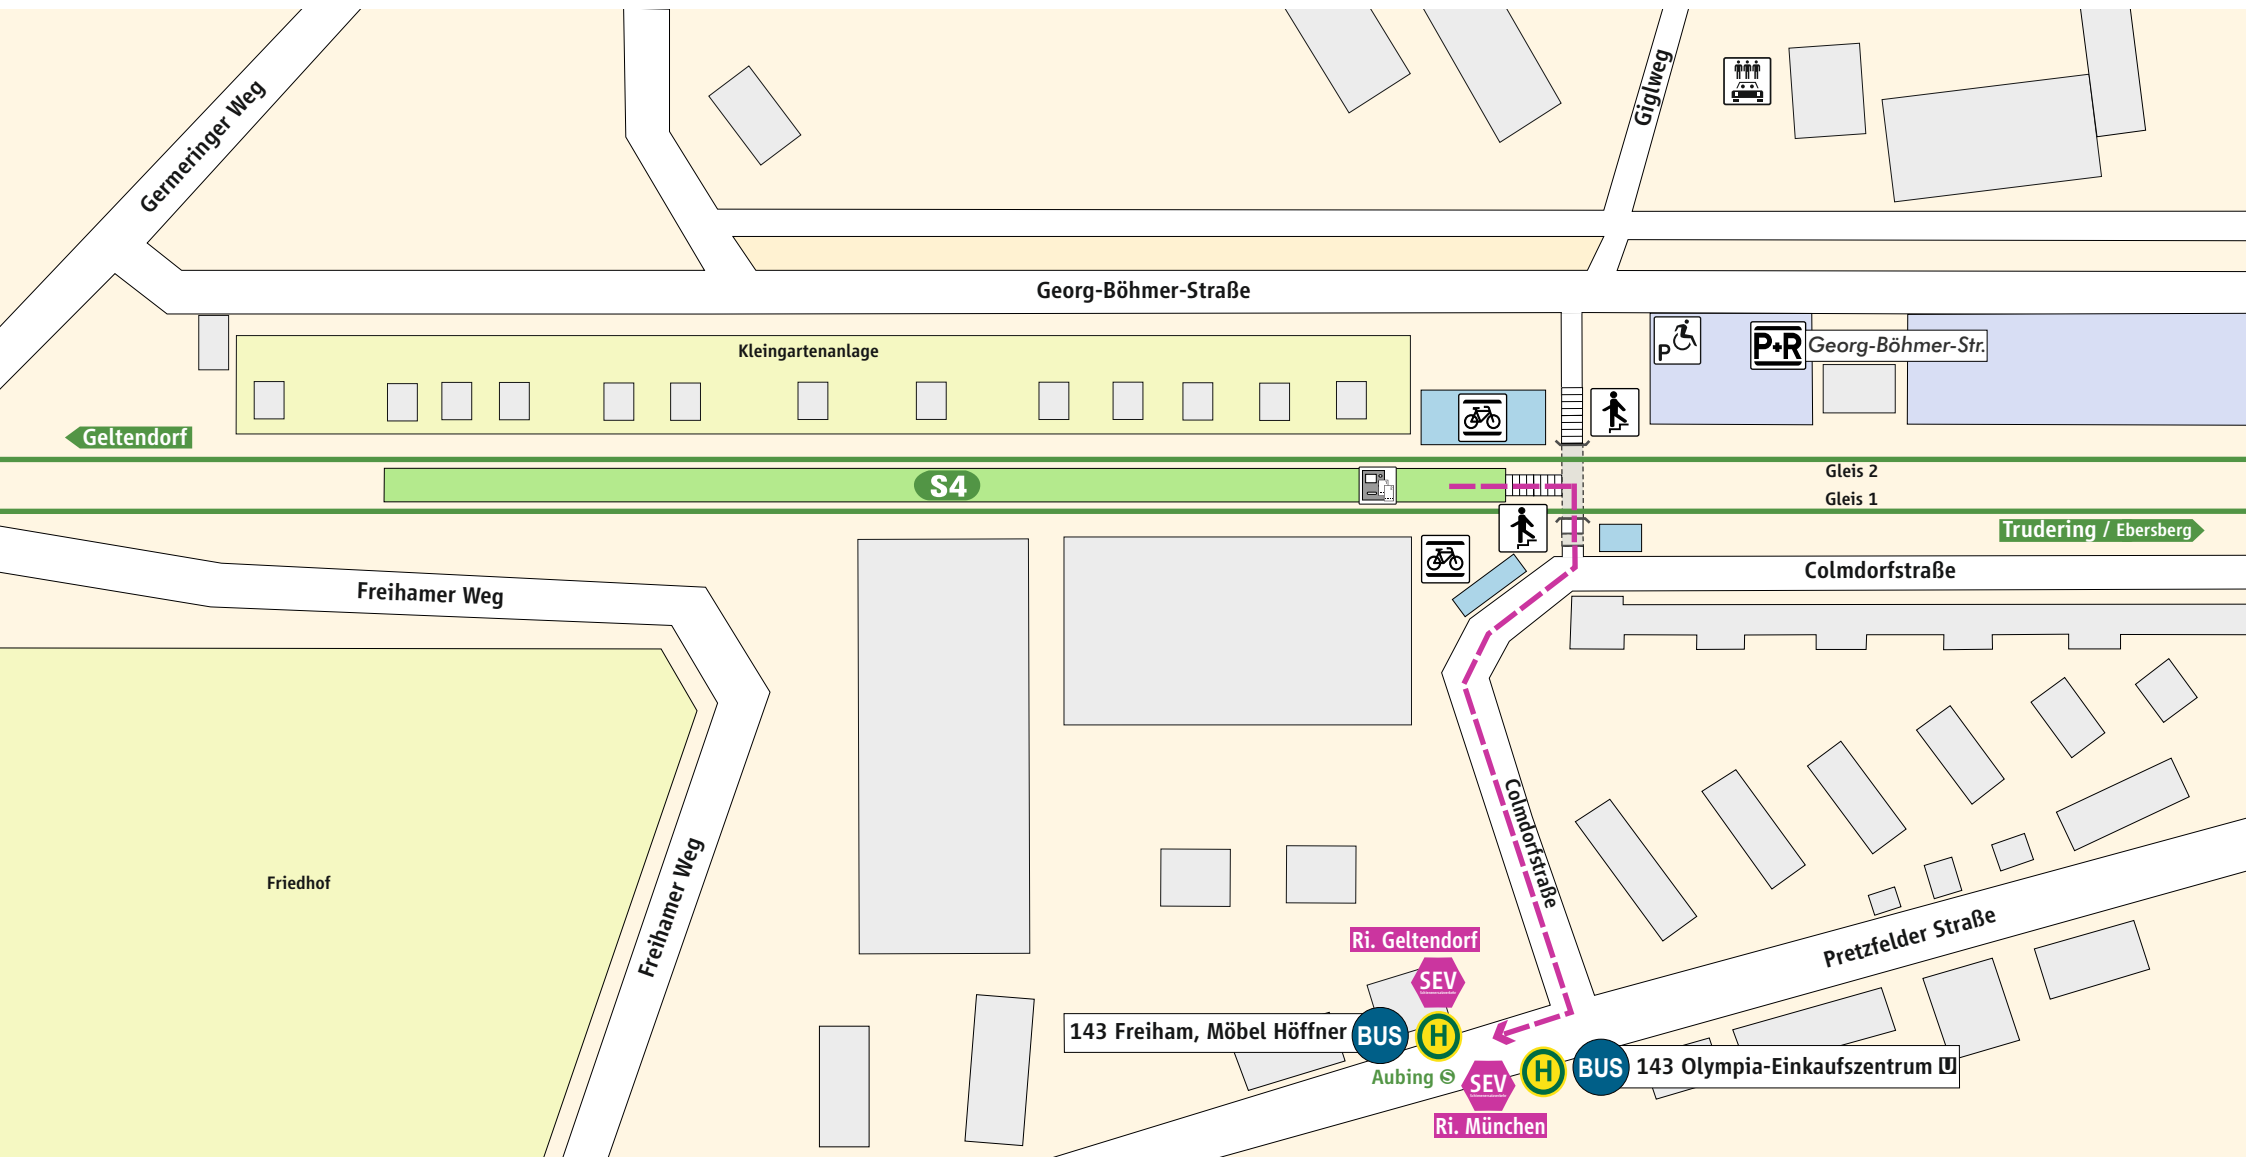 Germeringer Weg
Giglweg
Georg-Böhmer-Straße
Kleingartenanlage
P
P+R
Georg-Böhmer-Str.
Geltendorf
S4
Gleis 2
Gleis 1
Trudering / Ebersberg
Colmdorfstraße
Freihamer Weg
Colmdorfstraße
Freihamer Weg
Friedhof
Pretzfelder Straße
Ri. Geltendorf
SEV
143 Freiham, Möbel Höffner
BUS
H
Aubing S
SEV
H
BUS
143 Olympia-Einkaufszentrum U
Ri. München